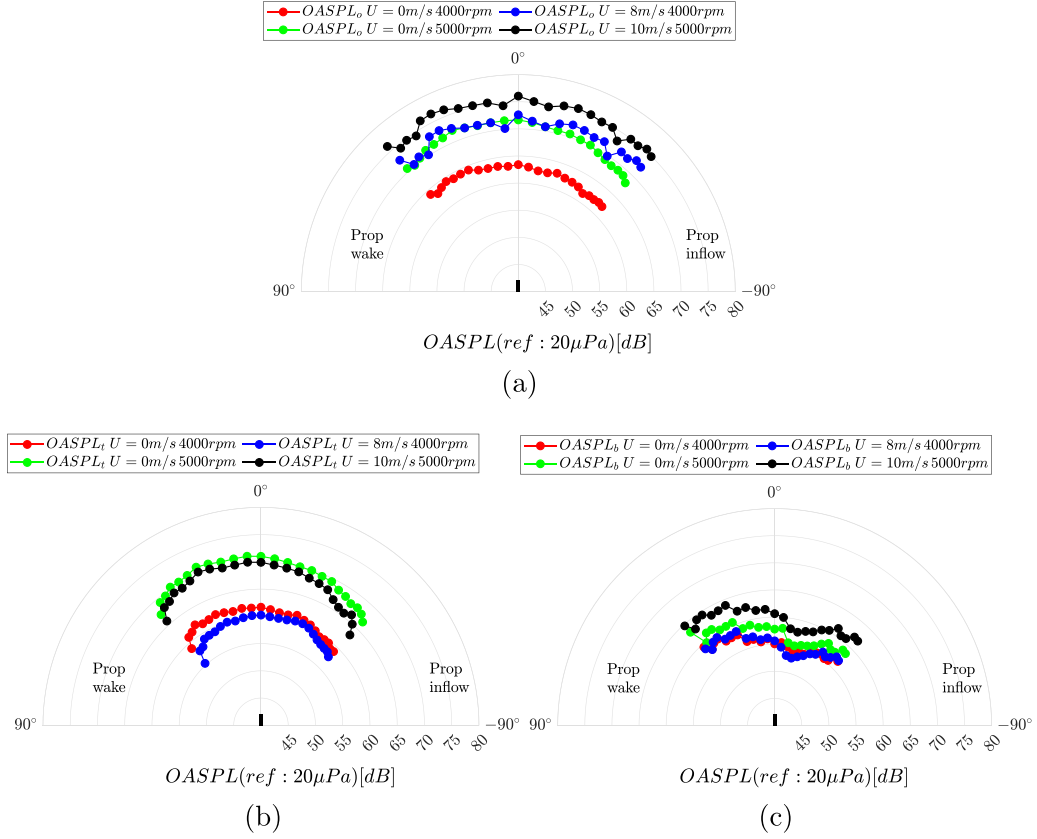 OASPL_o U = 0m/s 4000rpm OASPL_o U = 8m/s 4000rpm
OASPL_o U = 0m/s 5000rpm OASPL_o U = 10m/s 5000rpm
0°
Prop wake
Prop inflow
90° −90°
45 50 55 60 65 70 75 80
OASPL(ref : 20μPa)[dB]
(a)
OASPL_t U = 0m/s 4000rpm OASPL_t U = 8m/s 4000rpm
OASPL_t U = 0m/s 5000rpm OASPL_t U = 10m/s 5000rpm
0°
Prop wake
Prop inflow
90° −90°
45 50 55 60 65 70 75 80
OASPL(ref : 20μPa)[dB]
(b)
OASPL_b U = 0m/s 4000rpm OASPL_b U = 8m/s 4000rpm
OASPL_b U = 0m/s 5000rpm OASPL_b U = 10m/s 5000rpm
0°
Prop wake
Prop inflow
90° −90°
45 50 55 60 65 70 75 80
OASPL(ref : 20μPa)[dB]
(c)